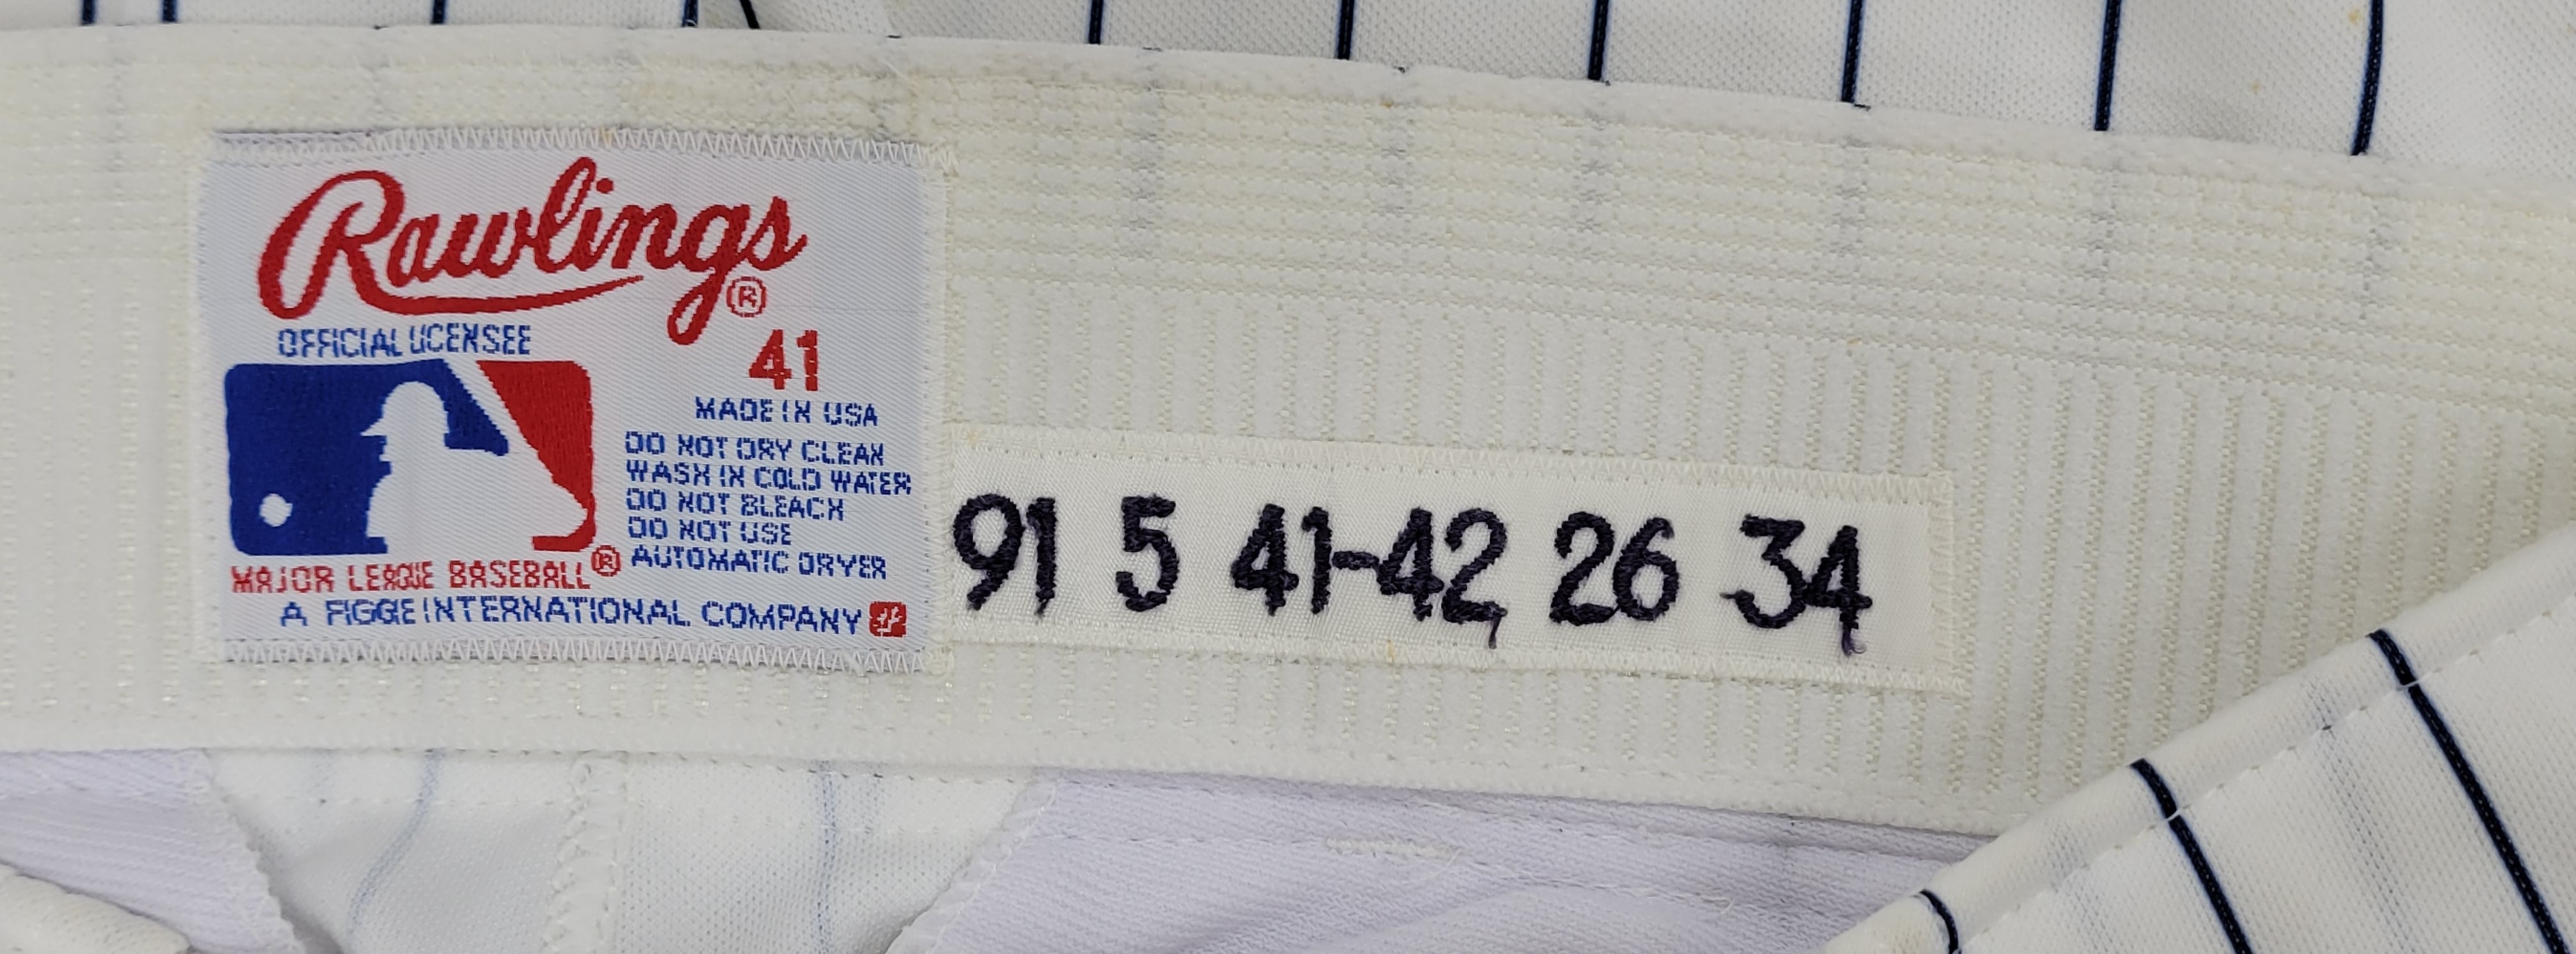 Rawlings®
OFFICIAL LICENSEE
41
MADE IN USA
DO NOT DRY CLEAN
WASH IN COLD WATER
DO NOT BLEACH
DO NOT USE
AUTOMATIC DRYER
MAJOR LEAGUE BASEBALL®
A FIGGIE INTERNATIONAL COMPANY
91 5 41-42 26 34